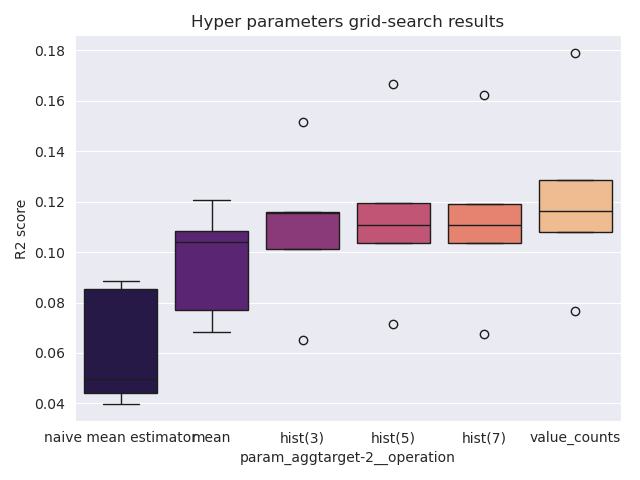 Hyper parameters grid-search results
0.18
0.16
0.14
0.12
0.10
0.08
0.06
0.04
R2 score
naive mean estimator mean hist(3) hist(5) hist(7) value_counts
param_aggtarget-2__operation